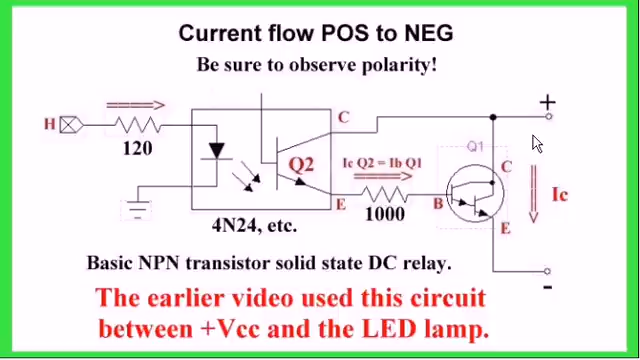 Current flow POS to NEG
Be sure to observe polarity!
H
120
C
Q2
E
4N24, etc.
Ic Q2 = Ib Q1
1000
B
Q1
C
E
+
Ic
-
Basic NPN transistor solid state DC relay.
The earlier video used this circuit
between +Vcc and the LED lamp.